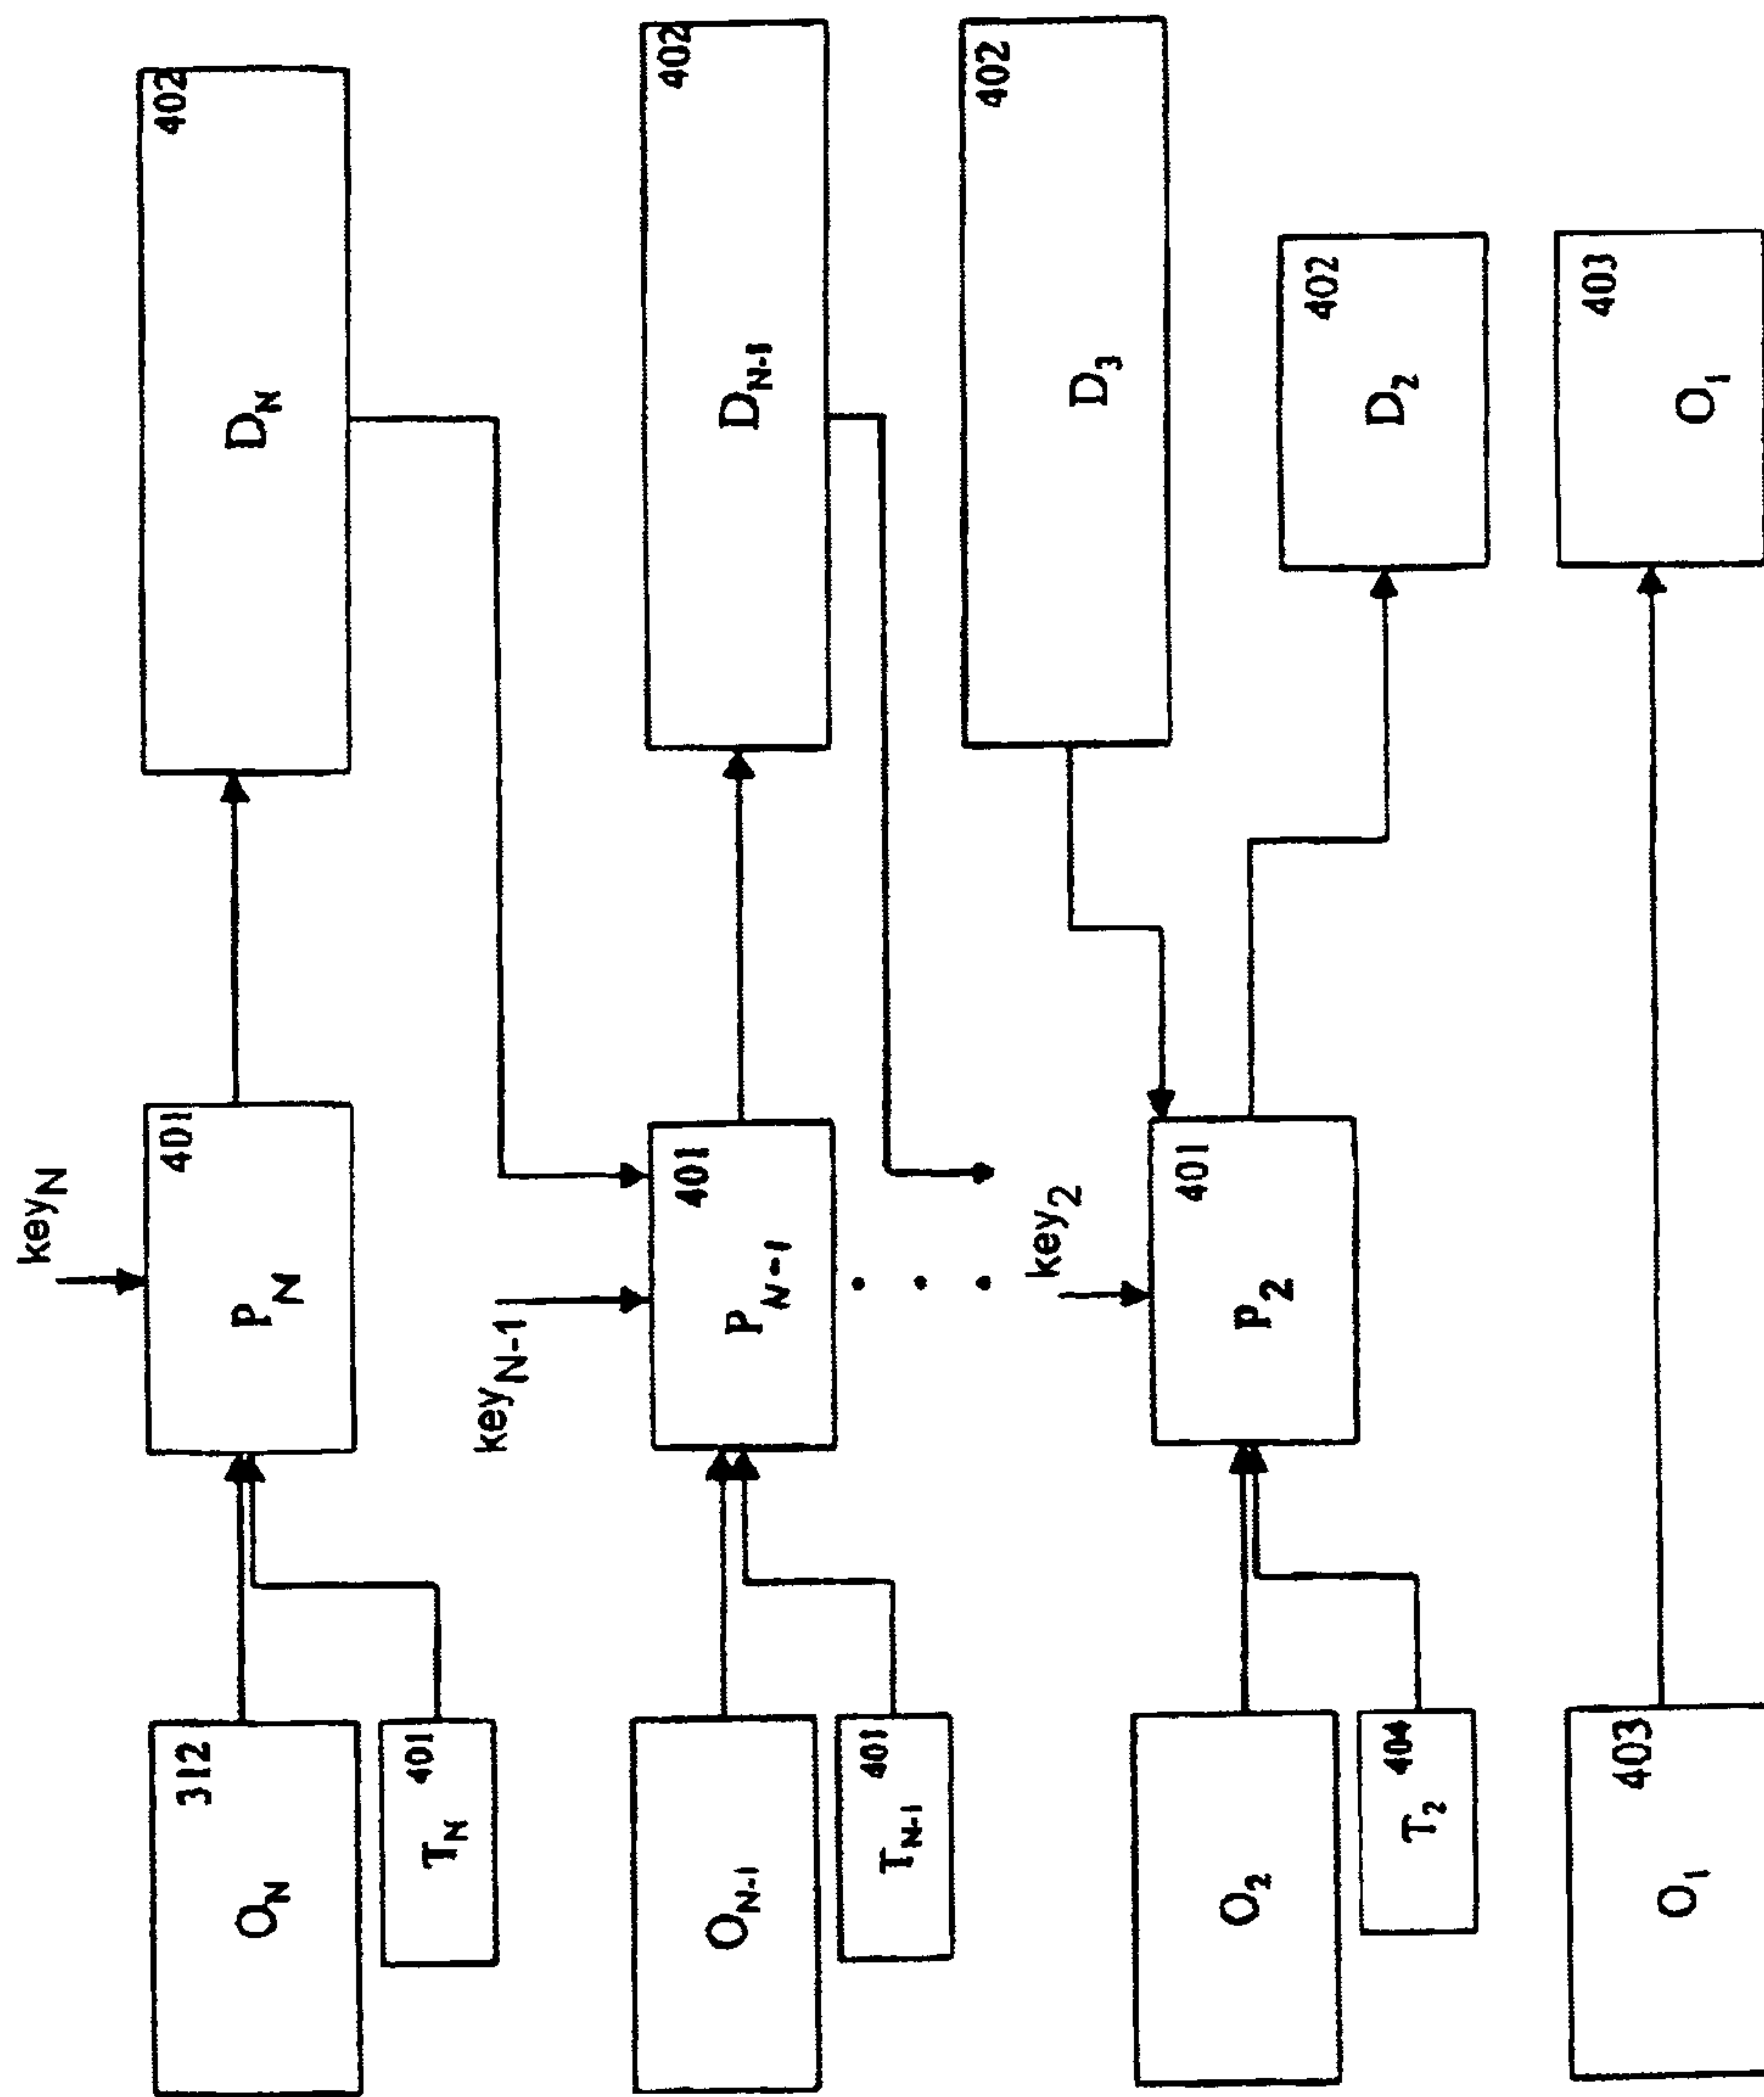 key_N
O_N 312
T_N 401
P_N 401
D_N 402
key_N-1
O_N-1
T_N-1 401
P_N-1 401
D_N-1 402
. . .
D_3 402
key_2
O_2
T_2 404
P_2 401
D_2 402
O_1 403
O_1 403